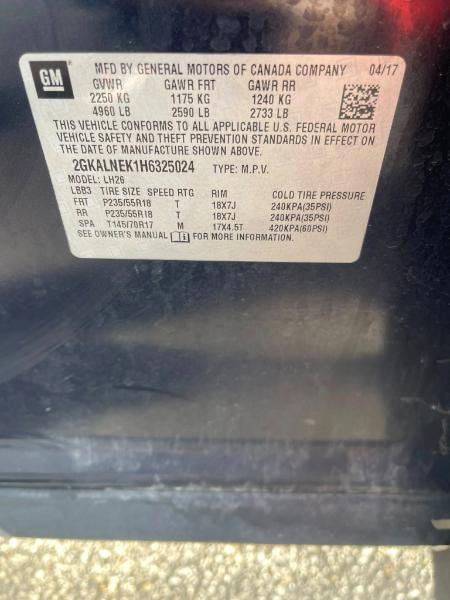 GM
MFD BY GENERAL MOTORS OF CANADA COMPANY 04/17
GVWR GAWR FRT GAWR RR
2250 KG 1175 KG 1240 KG
4960 LB 2590 LB 2733 LB
THIS VEHICLE CONFORMS TO ALL APPLICABLE U.S. FEDERAL MOTOR
VEHICLE SAFETY AND THEFT PREVENTION STANDARDS IN EFFECT ON
THE DATE OF MANUFACTURE SHOWN ABOVE.
2GKALNEK1H6325024 TYPE: M.P.V.
MODEL: LH26
LBB3 TIRE SIZE SPEED RTG RIM COLD TIRE PRESSURE
FRT P235/55R18 T 18X7J 240KPA(35PSI)
RR P235/55R18 T 18X7J 240KPA(35PSI)
SPA T145/70R17 M 17X4.5T 420KPA(60PSI)
SEE OWNER'S MANUAL FOR MORE INFORMATION.